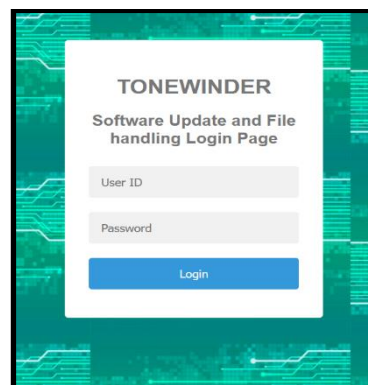 TONEWINDER
Software Update and File
handling Login Page
User ID
Password
Login